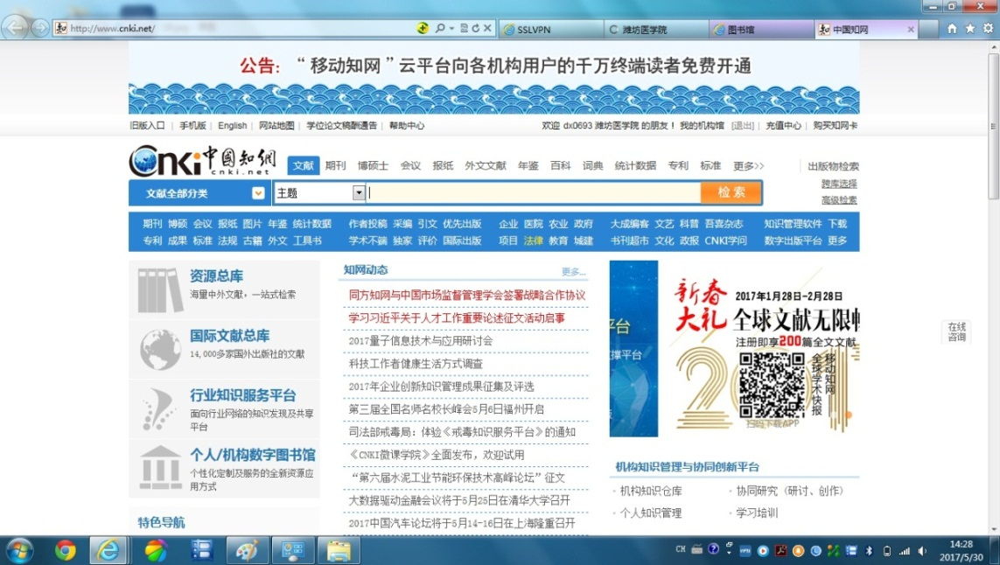 http://www.cnki.net/
SSLVPN
潍坊医学院
图书馆
中国知网
公告：“移动知网”云平台向各机构用户的千万终端读者免费开通
旧版入口 | 手机版 | English | 网站地图 | 学位论文稿酬通告 | 帮助中心
欢迎 dx0693 潍坊医学院 的朋友！ 我的机构馆 [退出] | 充值中心 | 购买知网卡
CNKI中国知网
cnki.net
文献 期刊 博硕士 会议 报纸 外文文献 年鉴 百科 词典 统计数据 专利 标准 更多>>
出版物检索
文献全部分类
主题
检索
跨库选择
高级检索
期刊 博硕 会议 报纸 图片 年鉴 统计数据
专利 成果 标准 法规 古籍 外文 工具书
作者投稿 采编 引文 优先出版
学术不端 独家 评价 国际出版
企业 医院 农业 政府
项目 法律 教育 城建
大成编客 文艺 科普 吾喜杂志
书刊超市 文化 政报 CNKI学问
知识管理软件 下载
数字出版平台 更多
资源总库
海量中外文献，一站式检索
国际文献总库
14,000多家国外出版社的文献
行业知识服务平台
面向行业网络的知识发现及共享
平台
个人/机构数字图书馆
个性化定制及服务的全新资源应
用方式
特色导航
知网动态
更多...
同方知网与中国市场监督管理学会签署战略合作协议
学习习近平关于人才工作重要论述征文活动启事
2017量子信息技术与应用研讨会
科技工作者健康生活方式调查
2017年企业创新知识管理成果征集及评选
第三届全国名师名校长峰会5月6日福州开启
司法部戒毒局：体验《戒毒知识服务平台》的通知
《CNKI微课学院》全面发布，欢迎试用
“第六届水泥工业节能环保技术高峰论坛”征文
大数据驱动金融会议将于5月25日在清华大学召开
2017中国汽车论坛将于5月14-16日在上海隆重召开
平台
撑平台
新春
大礼
2017年1月28日-2月28日
全球文献无限畅
注册即享200篇全文文献
移动知网
全球学术快报
扫码下载APP
在线
咨询
机构知识管理与协同创新平台
机构知识仓库
协同研究（研讨、创作）
个人知识管理
学习培训
CH
14:28
2017/5/30